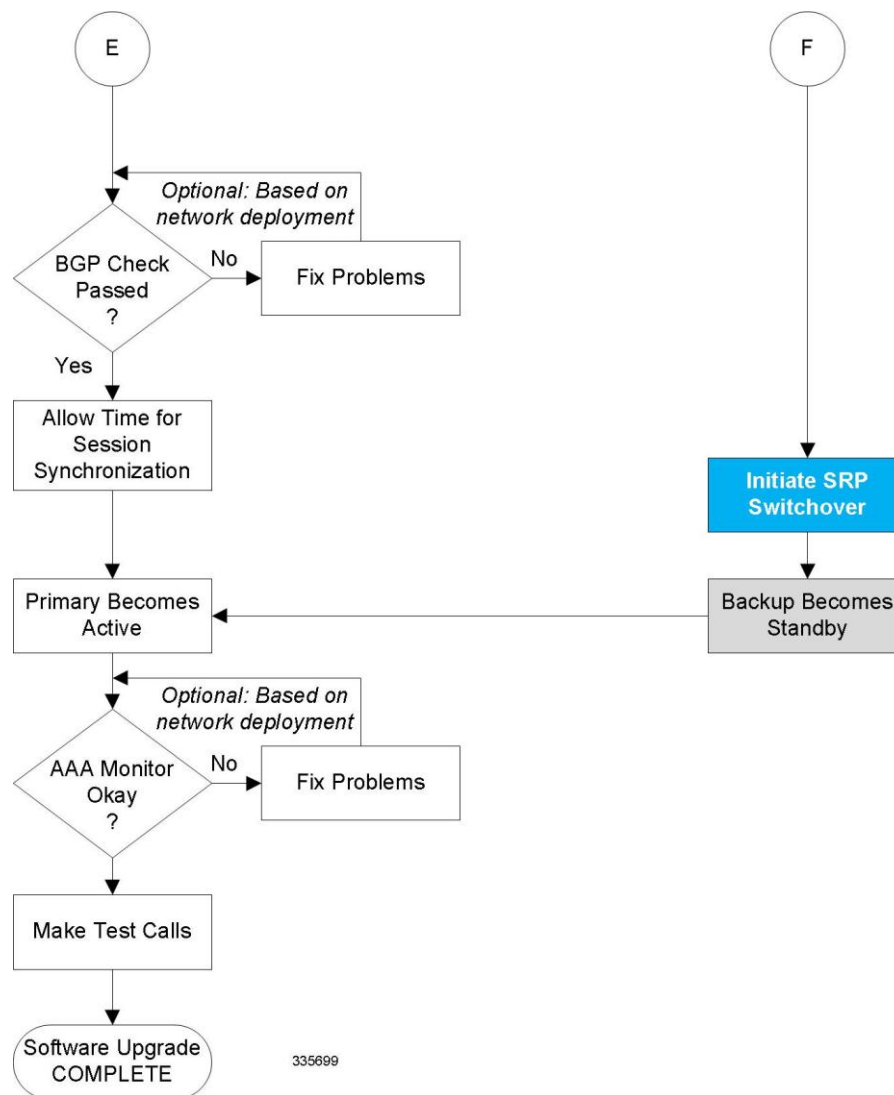 E
F
Optional: Based on
network deployment
BGP Check
Passed
?
No
Fix Problems
Yes
Allow Time for
Session
Synchronization
Initiate SRP
Switchover
Primary Becomes
Active
Backup Becomes
Standby
Optional: Based on
network deployment
AAA Monitor
Okay
?
No
Fix Problems
Make Test Calls
Software Upgrade
COMPLETE
335699